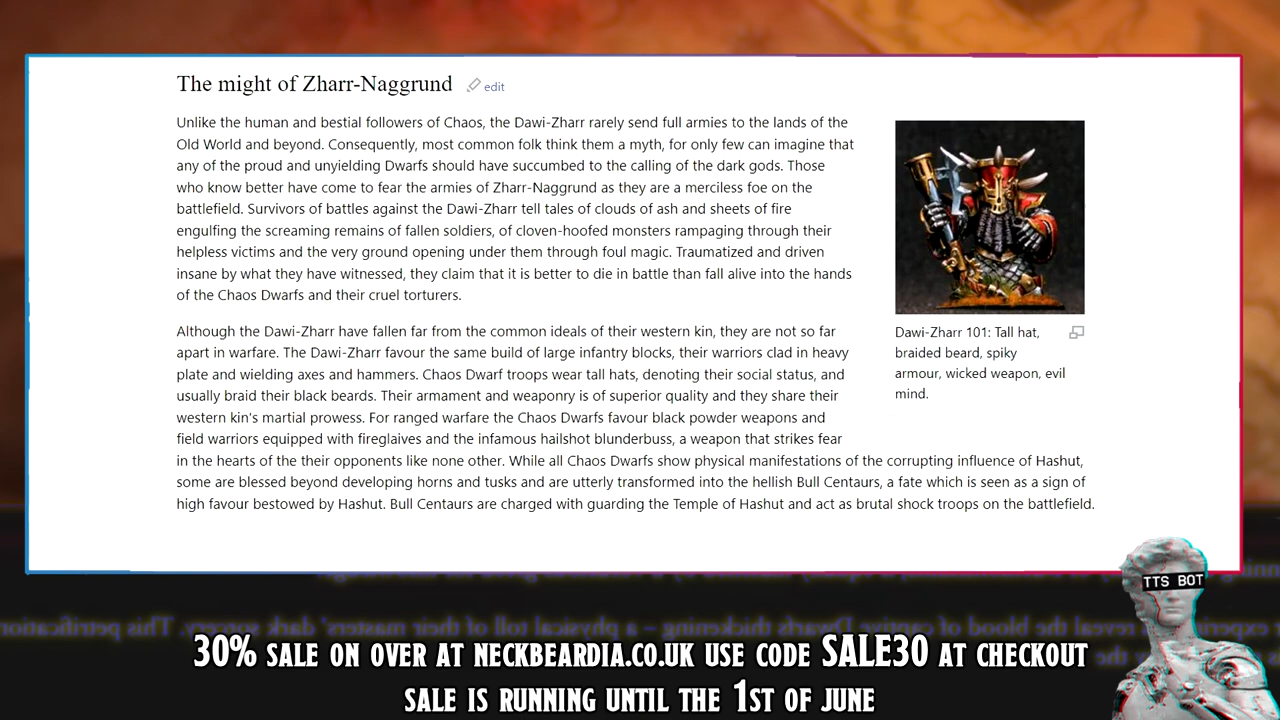 The might of Zharr-Naggrund edit
Unlike the human and bestial followers of Chaos, the Dawi-Zharr rarely send full armies to the lands of the
Old World and beyond. Consequently, most common folk think them a myth, for only few can imagine that
any of the proud and unyielding Dwarfs should have succumbed to the calling of the dark gods. Those
who know better have come to fear the armies of Zharr-Naggrund as they are a merciless foe on the
battlefield. Survivors of battles against the Dawi-Zharr tell tales of clouds of ash and sheets of fire
engulfing the screaming remains of fallen soldiers, of cloven-hoofed monsters rampaging through their
helpless victims and the very ground opening under them through foul magic. Traumatized and driven
insane by what they have witnessed, they claim that it is better to die in battle than fall alive into the hands
of the Chaos Dwarfs and their cruel torturers.
Although the Dawi-Zharr have fallen far from the common ideals of their western kin, they are not so far
apart in warfare. The Dawi-Zharr favour the same build of large infantry blocks, their warriors clad in heavy
plate and wielding axes and hammers. Chaos Dwarf troops wear tall hats, denoting their social status, and
usually braid their black beards. Their armament and weaponry is of superior quality and they share their
western kin's martial prowess. For ranged warfare the Chaos Dwarfs favour black powder weapons and
field warriors equipped with fireglaives and the infamous hailshot blunderbuss, a weapon that strikes fear
in the hearts of the their opponents like none other. While all Chaos Dwarfs show physical manifestations of the corrupting influence of Hashut,
some are blessed beyond developing horns and tusks and are utterly transformed into the hellish Bull Centaurs, a fate which is seen as a sign of
high favour bestowed by Hashut. Bull Centaurs are charged with guarding the Temple of Hashut and act as brutal shock troops on the battlefield.
Dawi-Zharr 101: Tall hat,
braided beard, spiky
armour, wicked weapon, evil
mind.
TTS BOT
reveal the blood of captive Dwarfs thickening – a physical toll of their masters' dark sorcery. This petrification
30% SALE ON OVER AT NECKBEARDIA.CO.UK USE CODE SALE30 AT CHECKOUT
SALE IS RUNNING UNTIL THE 1ST OF JUNE